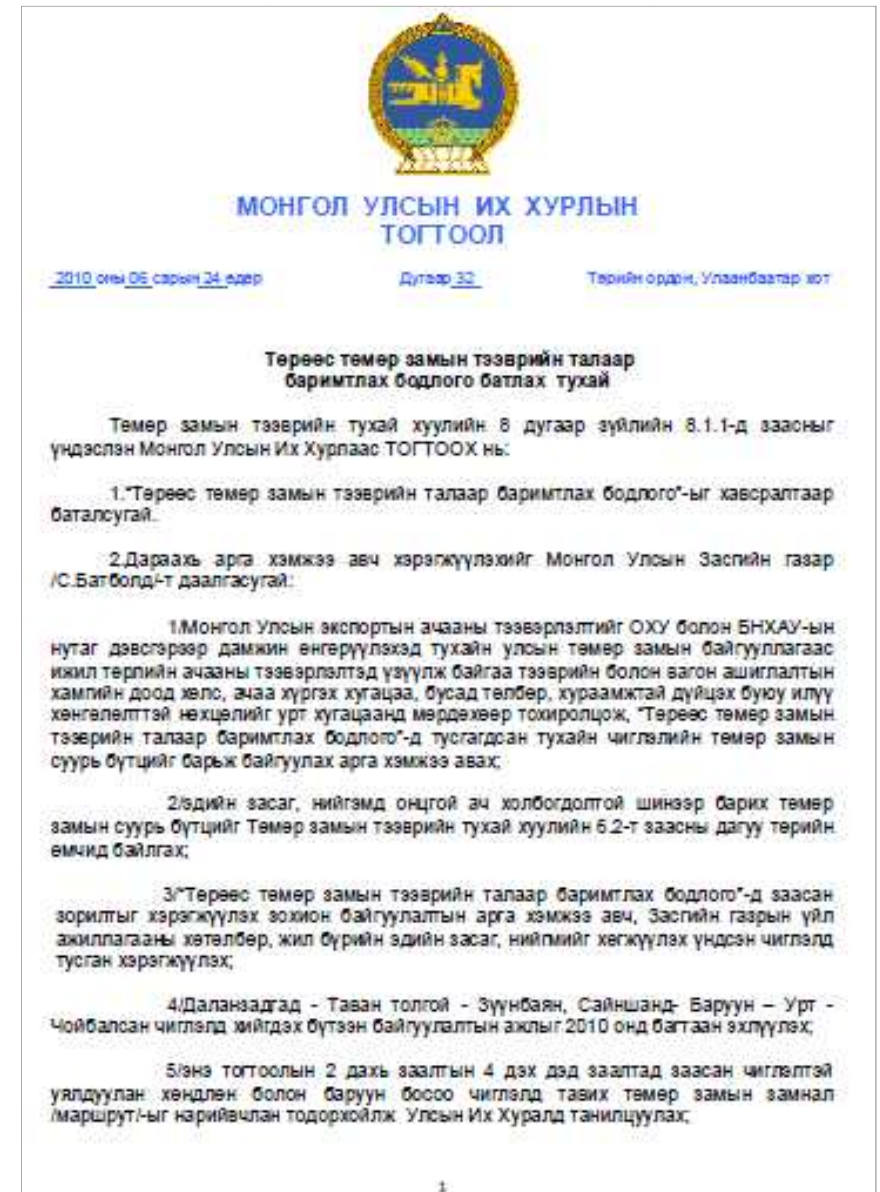 МОНГОЛ УЛСЫН ИХ ХУРЛЫН
ТОГТООЛ
2010 оны 06 сарын 24 өдөр Дугаар 32 Төрийн ордон, Улаанбаатар хот
Төрөөс төмөр замын тээврийн талаар
баримтлах бодлого батлах тухай
Төмөр замын тээврийн тухай хуулийн 8 дугаар зүйлийн 8.1.1-д заасныг
үндэслэн Монгол Улсын Их Хурлаас ТОГТООХ нь:
1."Төрөөс төмөр замын тээврийн талаар баримтлах бодлого"-ыг хавсралтаар
баталсугай.
2.Дараахь арга хэмжээ авч хэрэгжүүлэхийг Монгол Улсын Засгийн газар
/С.Батболд/-т даалгасугай:
1/Монгол Улсын экспортын ачааны тээвэрлэлтийг ОХУ болон БНХАУ-ын
нутаг дэвсгэрээр дамжин өнгөрүүлэхэд тухайн улсын төмөр замын байгууллагаас
ижил төрлийн ачааны тээвэрлэлтэд үзүүлж байгаа тээврийн болон вагон ашиглалтын
хамгийн доод хөлс, ачаа хүргэх хугацаа, бусад төлбөр, хураамжтай дүйцэх буюу илүү
хөнгөлөлттэй нөхцөлийг урт хугацаанд мөрдөхөөр тохиролцож, "Төрөөс төмөр замын
тээврийн талаар баримтлах бодлого"-д тусгагдсан тухайн чиглэлийн төмөр замын
суурь бүтцийг барьж байгуулах арга хэмжээ авах;
2/эдийн засаг, нийгэмд онцгой ач холбогдолтой шинээр барих төмөр
замын суурь бүтцийг Төмөр замын тээврийн тухай хуулийн 5.2-т заасны дагуу төрийн
өмчид байлгах;
3/"Төрөөс төмөр замын тээврийн талаар баримтлах бодлого"-д заасан
зорилтыг хэрэгжүүлэх зохион байгуулалтын арга хэмжээ авч, Засгийн газрын үйл
ажиллагааны хөтөлбөр, жил бүрийн эдийн засаг, нийгмийг хөгжүүлэх үндсэн чиглэлд
тусган хэрэгжүүлэх;
4/Даланзадгад - Таван толгой - Зүүнбаян, Сайншанд- Баруун – Урт -
Чойбалсан чиглэлд хийгдэх бүтээн байгуулалтын ажлыг 2010 онд багтаан эхлүүлэх;
5/энэ тогтоолын 2 дахь заалтын 4 дэх дэд заалтад заасан чиглэлтэй
уялдуулан хөндлөн болон баруун босоо чиглэлд тавих төмөр замын замнал
/маршрут/-ыг нарийвчлан тодорхойлж Улсын Их Хуралд танилцуулах;
1